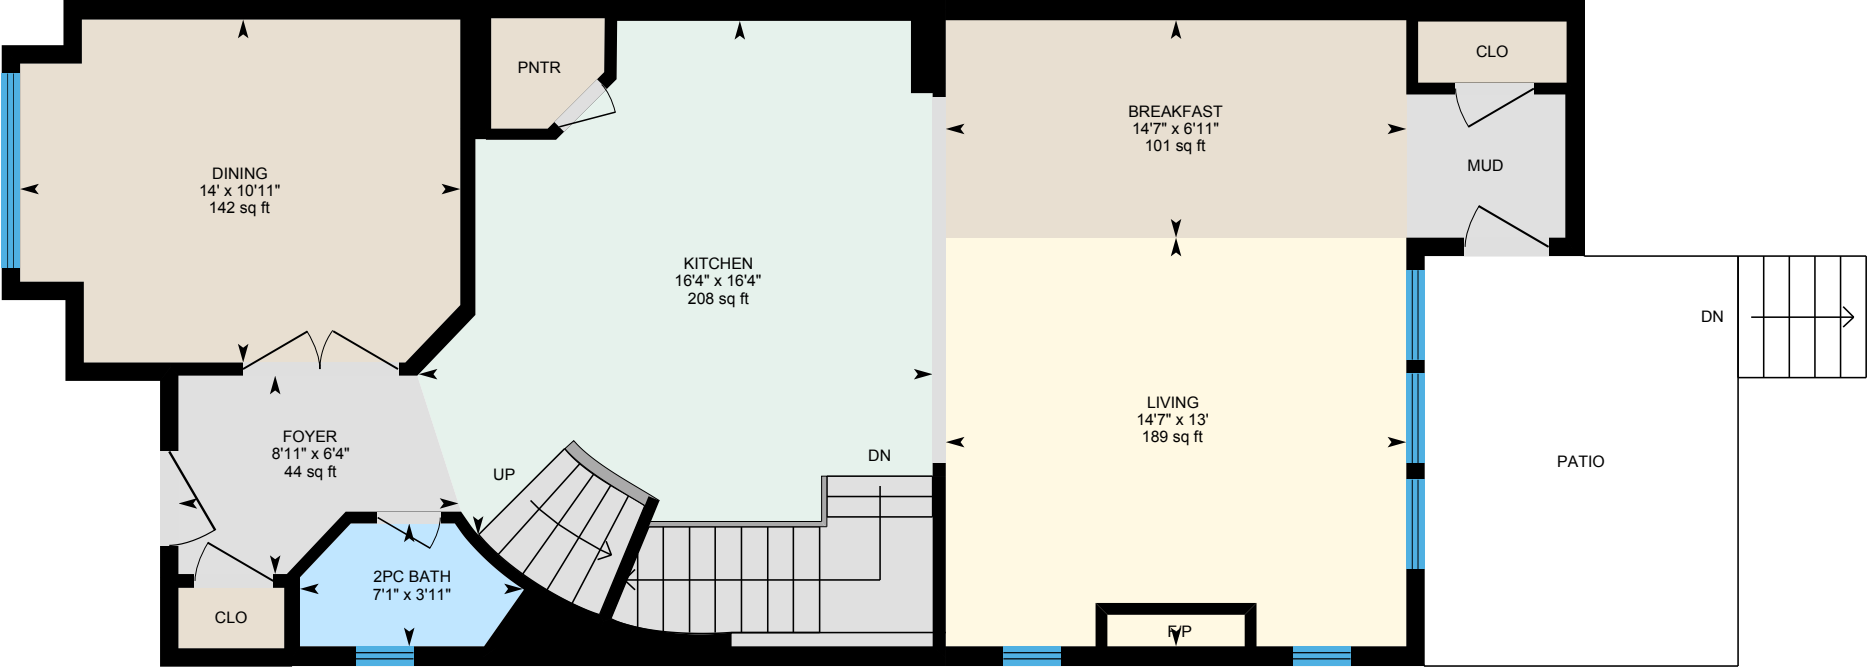 PNTR
CLO
BREAKFAST
14'7" x 6'11"
101 sq ft
MUD
DINING
14' x 10'11"
142 sq ft
KITCHEN
16'4" x 16'4"
208 sq ft
DN
LIVING
14'7" x 13'
189 sq ft
FOYER
8'11" x 6'4"
44 sq ft
UP
DN
PATIO
2PC BATH
7'1" x 3'11"
CLO
F/P